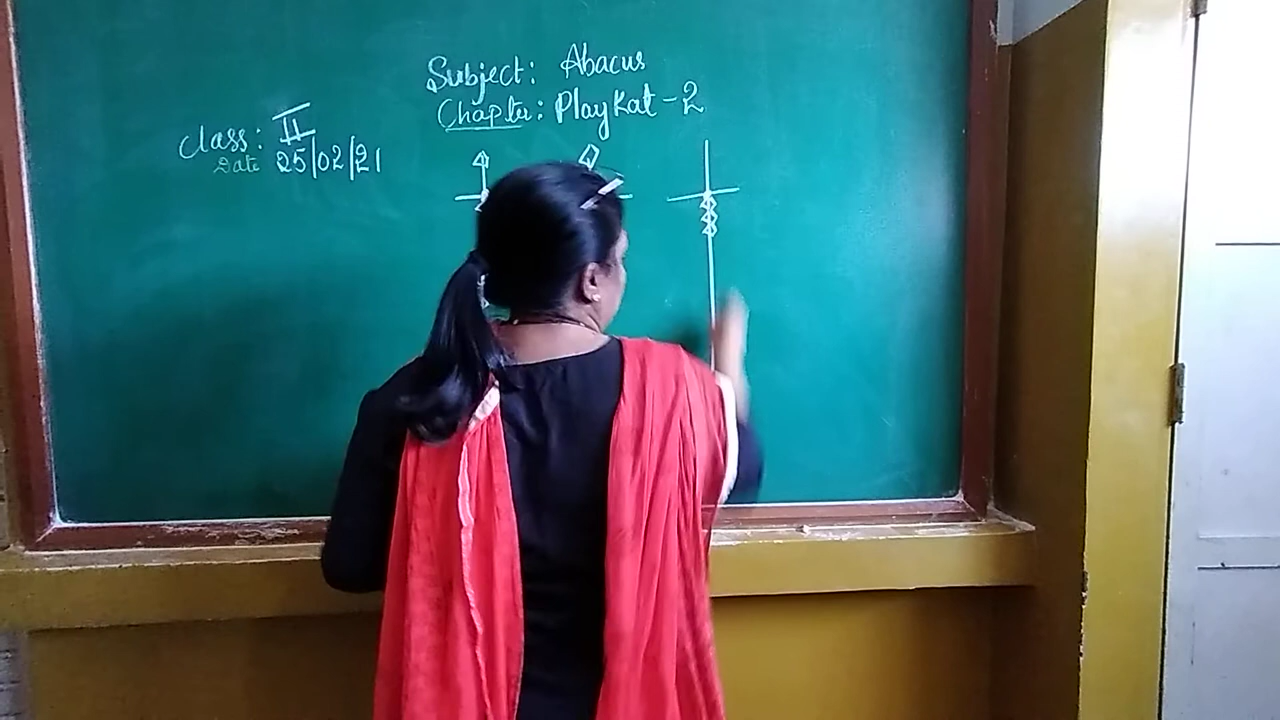 Subject: Abacus
Chapter: PlayKat-2
Class: II
Date 25/02/21